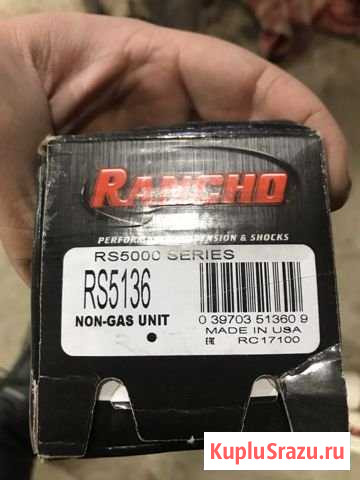 RANCHO
PERFORMANCE SUSPENSION & SHOCKS
RS5000 SERIES
RS5136
NON-GAS UNIT
0 39703 51360 9
MADE IN USA
EAC RC17100
KupluSrazu.ru